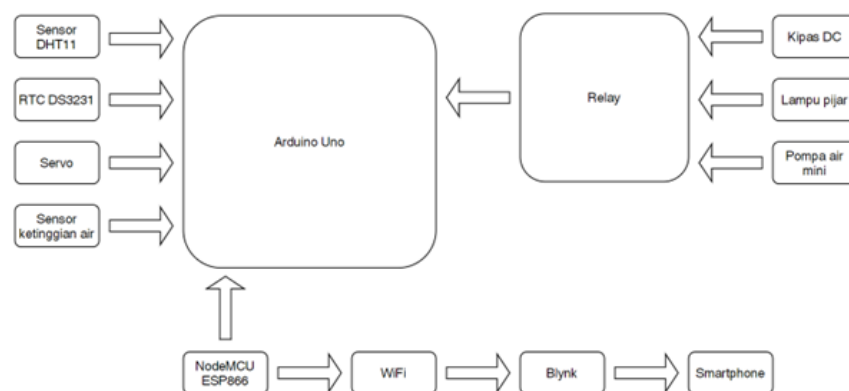 Sensor
DHT11
RTC DS3231
Servo
Sensor
ketinggian air
Arduino Uno
Relay
Kipas DC
Lampu pijar
Pompa air
mini
NodeMCU
ESP866
WiFi
Blynk
Smartphone